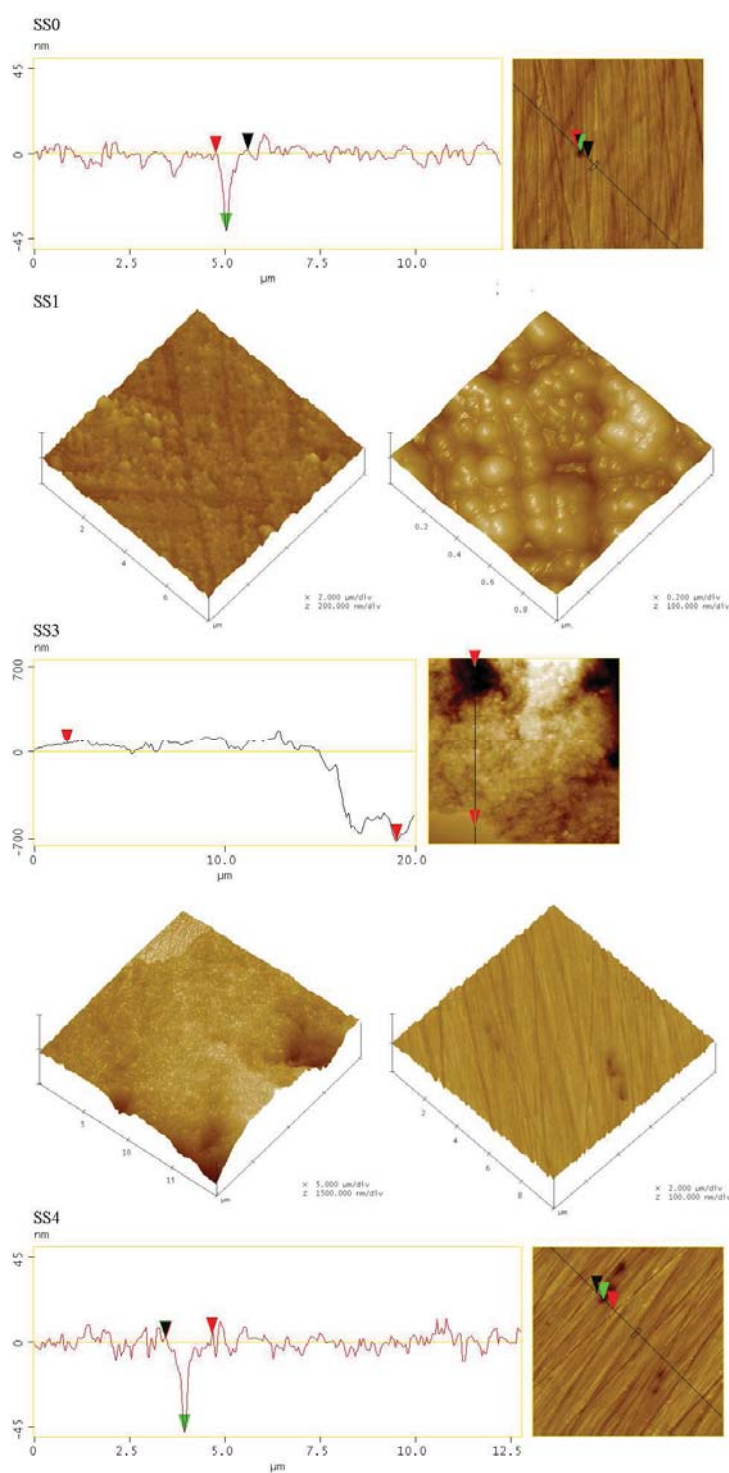 SS0
nm
45
0
-45
0 2.5 5.0 7.5 10.0
µm
SS1
2 4 6 µm
X 2.000 µm/div
Z 200.000 nm/div
0.2 0.4 0.6 0.8 µm
X 0.200 µm/div
Z 100.000 nm/div
SS3
700
0
-700
0 10.0 20.0
µm
5 10 15 µm
X 5.000 µm/div
Z 1500.000 nm/div
2 4 6 8 µm
X 2.000 µm/div
Z 100.000 nm/div
SS4
nm
45
0
-45
0 2.5 5.0 7.5 10.0 12.5
µm